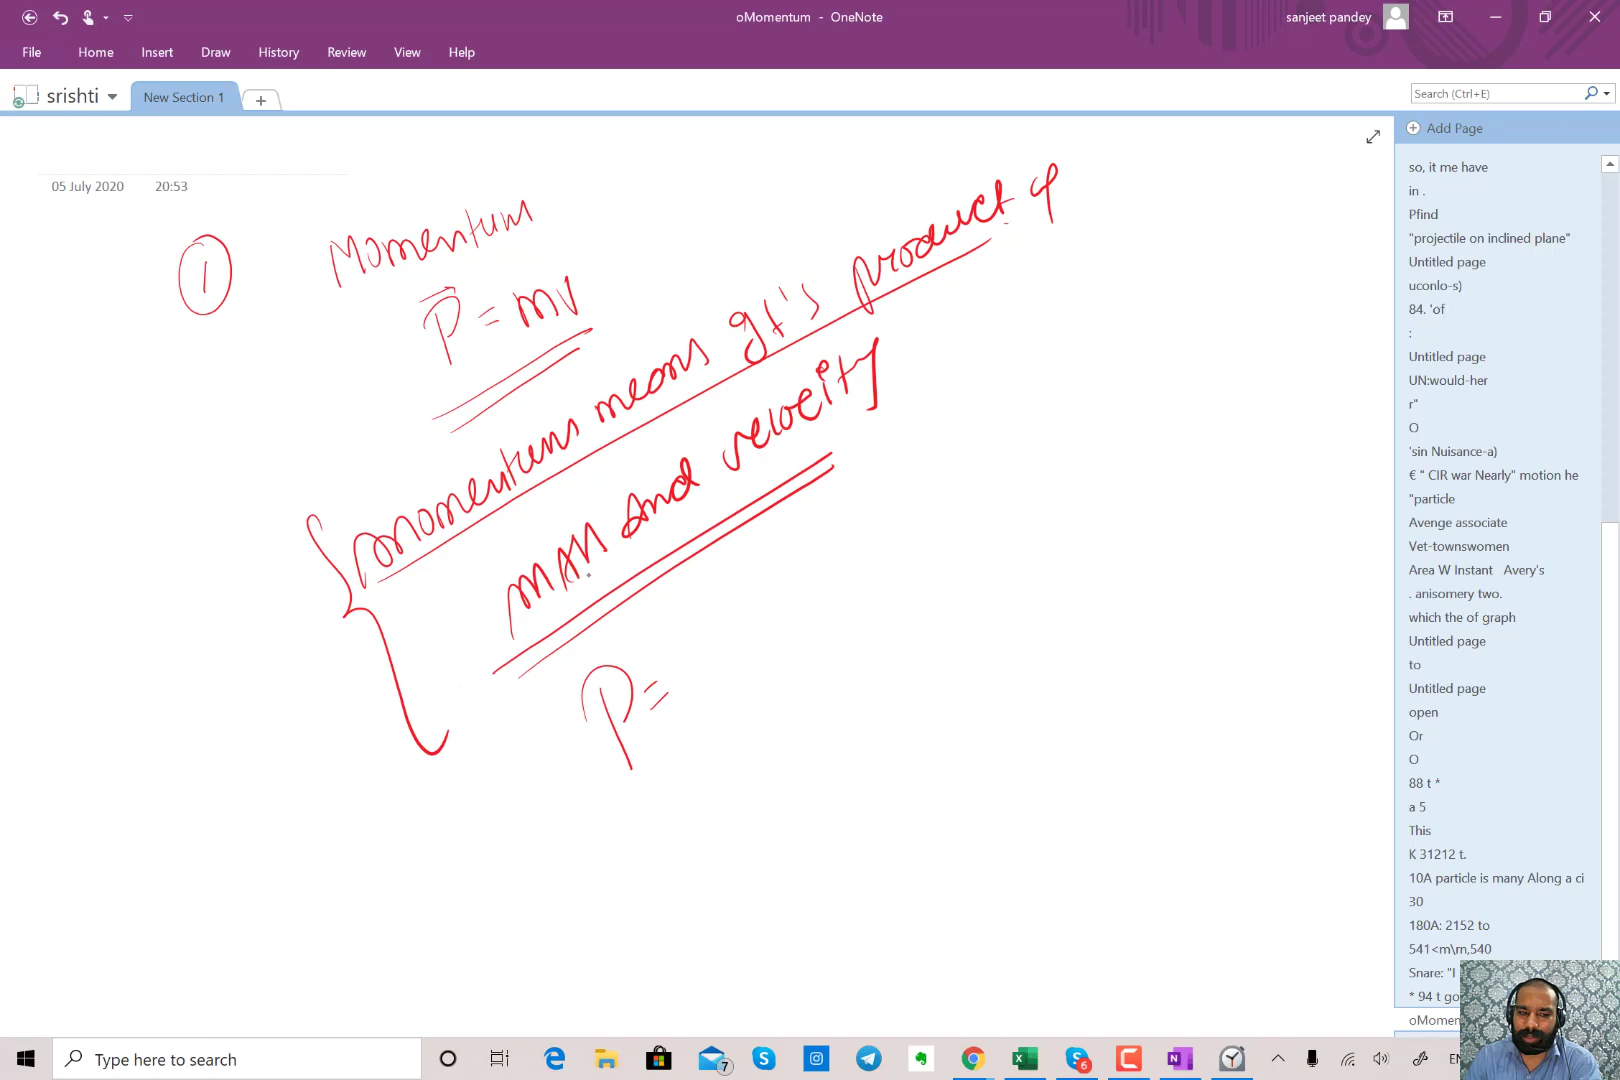 oMomentum - OneNote
sanjeet pandey
File Home Insert Draw History Review View Help
srishti
New Section 1
Search (Ctrl+E)
Add Page
05 July 2020 20:53
1 Momentum
P = mv
momentum means It's product of
mass and velocity
P =
so, it me have
in .
Pfind
"projectile on inclined plane"
Untitled page
uconlo-s)
84. 'of
:
Untitled page
UN:would-her
r"
O
'sin Nuisance-a)
€ " CIR war Nearly" motion he
"particle
Avenge associate
Vet-townswomen
Area W Instant Avery's
. anisomery two.
which the of graph
Untitled page
to
Untitled page
open
Or
O
88 t *
a 5
This
K 31212 t.
10A particle is many Along a ci
30
180A: 2152 to
541<m\rn,540
Snare: "I
* 94 t go
oMomen
Type here to search
7
6